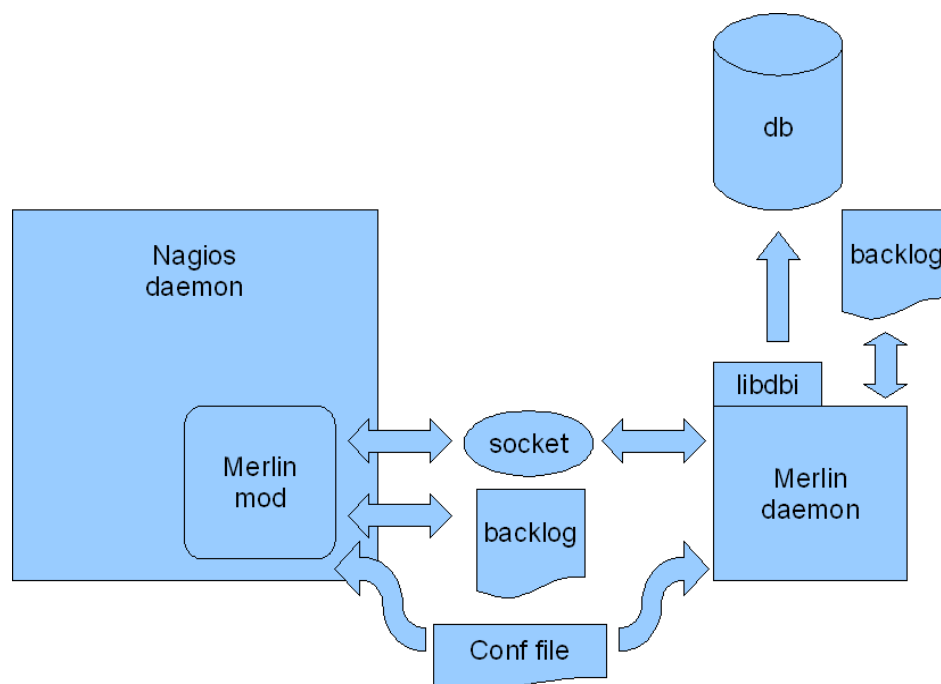 db
Nagios
daemon
backlog
libdbi
Merlin
mod
socket
Merlin
daemon
backlog
Conf file